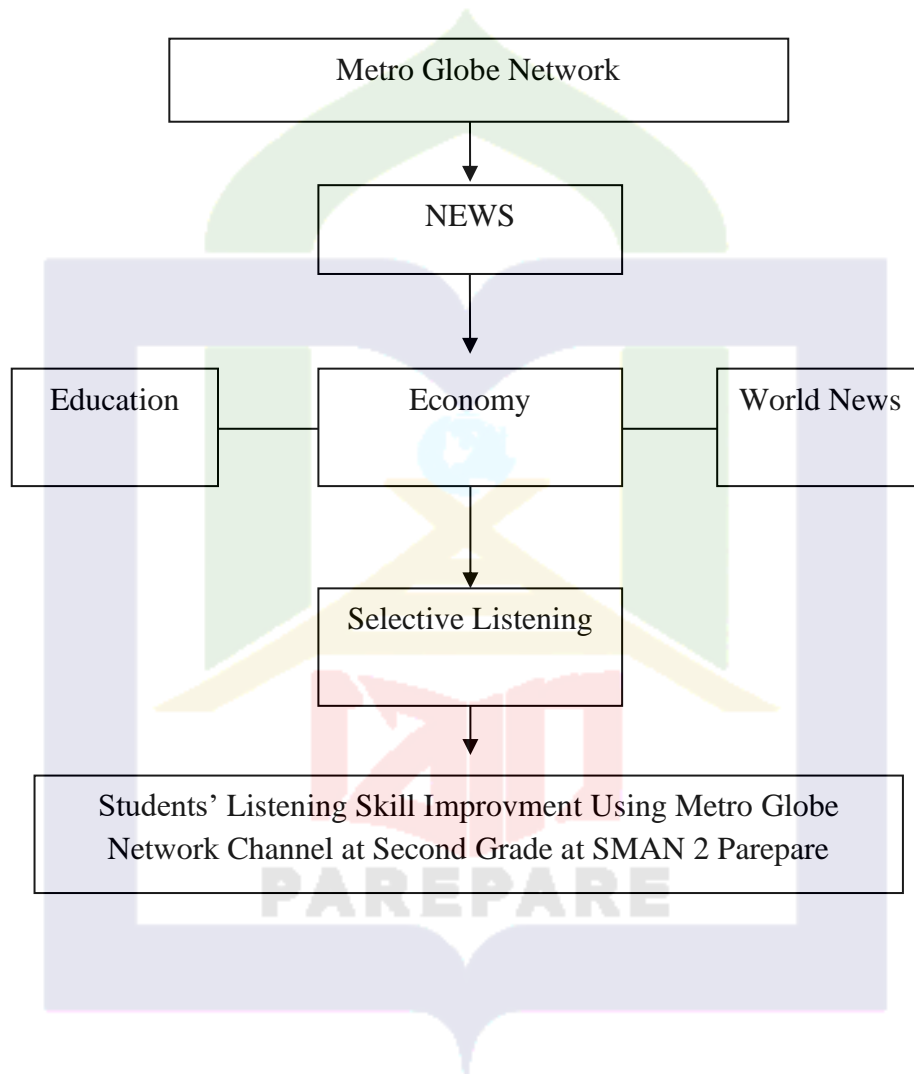 Metro Globe Network
NEWS
Education
Economy
World News
Selective Listening
Students’ Listening Skill Improvment Using Metro Globe
Network Channel at Second Grade at SMAN 2 Parepare
PAREPARE